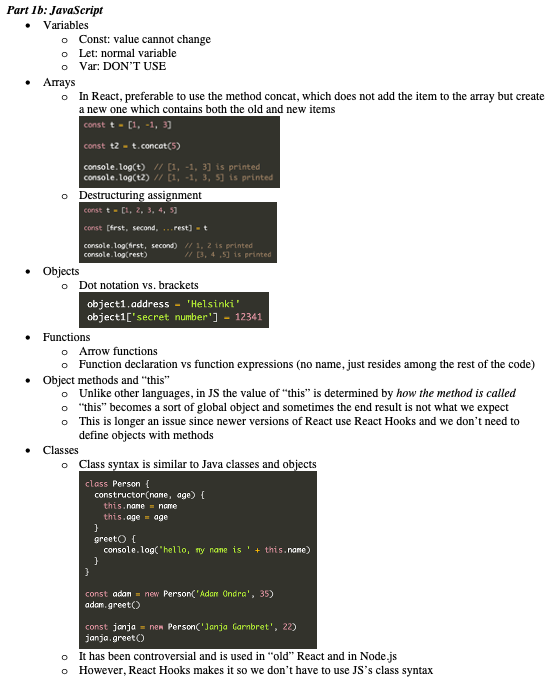 Part 1b: JavaScript
• Variables
o Const: value cannot change
o Let: normal variable
o Var: DON'T USE
• Arrays
o In React, preferable to use the method concat, which does not add the item to the array but create
a new one which contains both the old and new items
const t = [1, -1, 3]
const t2 = t.concat(5)
console.log(t) // [1, -1, 3] is printed
console.log(t2) // [1, -1, 3, 5] is printed
o Destructuring assignment
const t = [1, 2, 3, 4, 5]
const [first, second, ...rest] = t
console.log(first, second) // 1, 2 is printed
console.log(rest) // [3, 4 ,5] is printed
• Objects
o Dot notation vs. brackets
object1.address = 'Helsinki'
object1['secret number'] = 12341
• Functions
o Arrow functions
o Function declaration vs function expressions (no name, just resides among the rest of the code)
• Object methods and “this”
o Unlike other languages, in JS the value of “this” is determined by how the method is called
o “this” becomes a sort of global object and sometimes the end result is not what we expect
o This is longer an issue since newer versions of React use React Hooks and we don't need to
define objects with methods
• Classes
o Class syntax is similar to Java classes and objects
class Person {
constructor(name, age) {
this.name = name
this.age = age
}
greet() {
console.log('hello, my name is ' + this.name)
}
}
const adam = new Person('Adam Ondra', 35)
adam.greet()
const janja = new Person('Janja Garnbret', 22)
janja.greet()
o It has been controversial and is used in “old” React and in Node.js
o However, React Hooks makes it so we don't have to use JS's class syntax